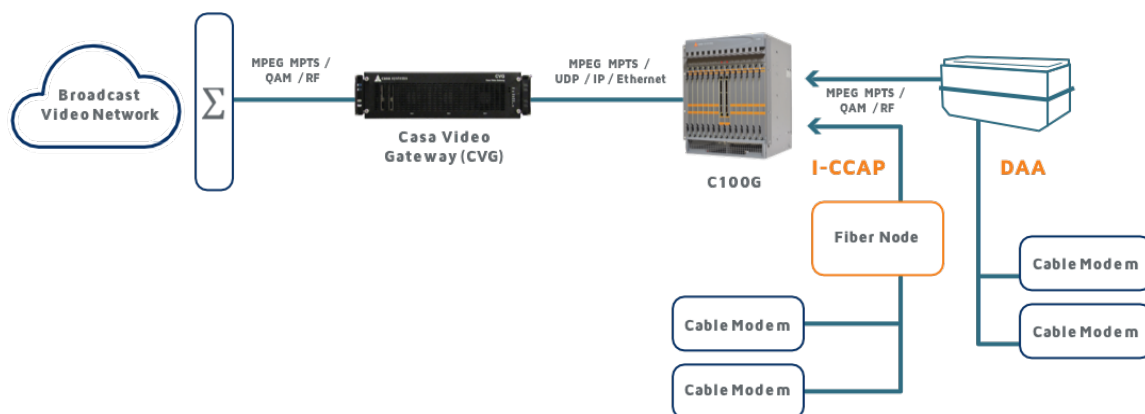 Broadcast
Video Network
Σ
MPEG MPTS /
QAM / RF
CVG
Casa Video
Gateway (CVG)
MPEG MPTS /
UDP / IP / Ethernet
C100G
MPEG MPTS /
QAM / RF
I-CCAP
DAA
Fiber Node
Cable Modem
Cable Modem
Cable Modem
Cable Modem